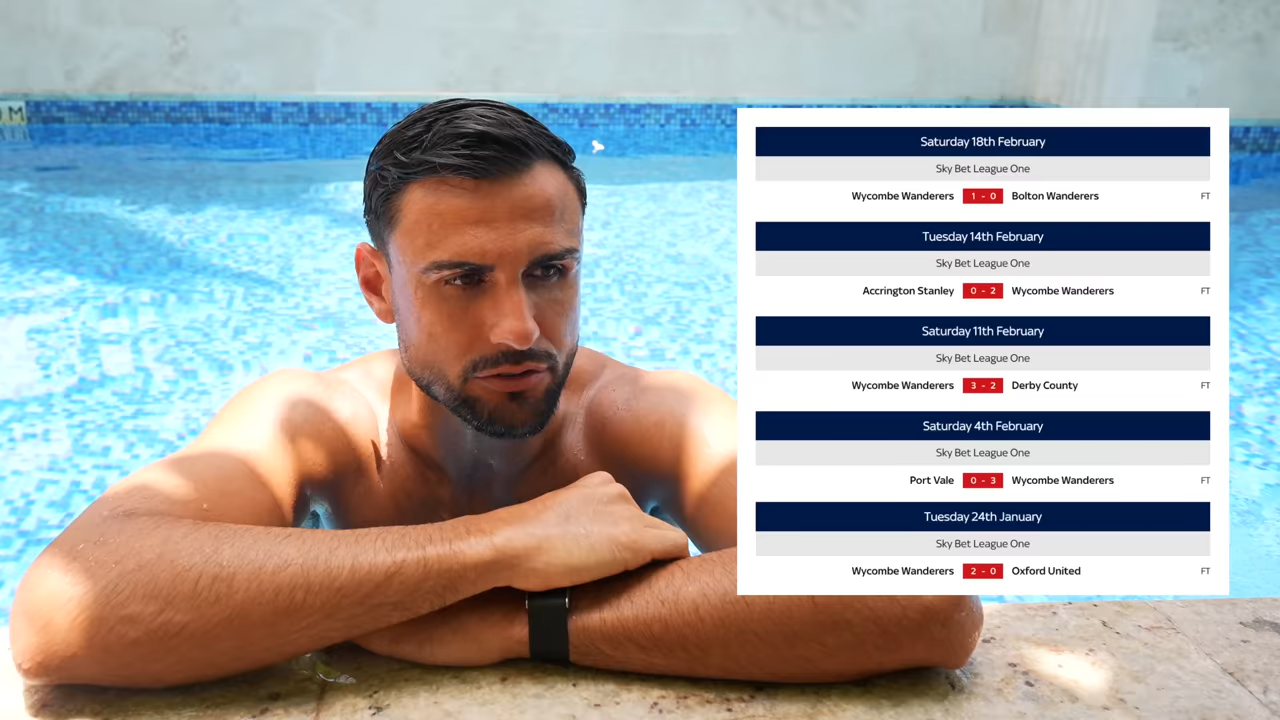 Saturday 18th February
Sky Bet League One
Wycombe Wanderers 1 - 0 Bolton Wanderers FT
Tuesday 14th February
Sky Bet League One
Accrington Stanley 0 - 2 Wycombe Wanderers FT
Saturday 11th February
Sky Bet League One
Wycombe Wanderers 3 - 2 Derby County FT
Saturday 4th February
Sky Bet League One
Port Vale 0 - 3 Wycombe Wanderers FT
Tuesday 24th January
Sky Bet League One
Wycombe Wanderers 2 - 0 Oxford United FT